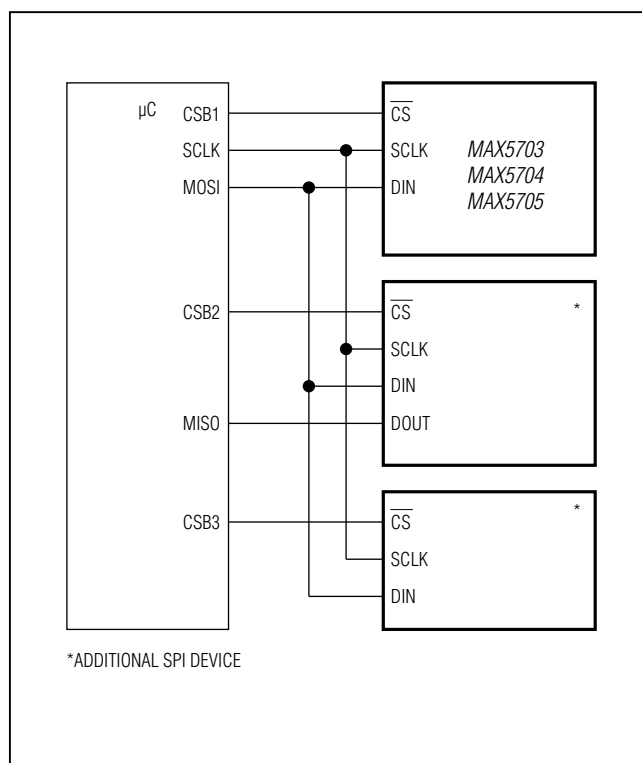 µC
CSB1
SCLK
MOSI
CSB2
MISO
CSB3
CS
SCLK
DIN
MAX5703
MAX5704
MAX5705
CS
SCLK
DIN
DOUT
*
CS
SCLK
DIN
*
*ADDITIONAL SPI DEVICE